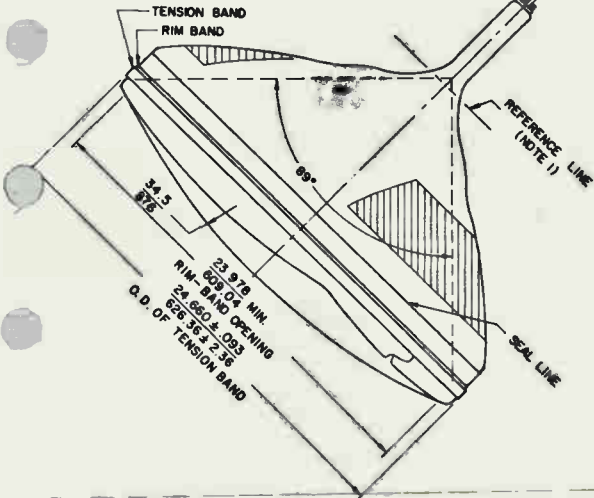 TENSION BAND
RIM BAND
REFERENCE LINE
(NOTE 1)
89°
34.5
876
23.978
609.04 MIN.
RIM-BAND OPENING
24.660 ± .093
626.36 ± 2.36
O.D. OF TENSION BAND
SEAL LINE